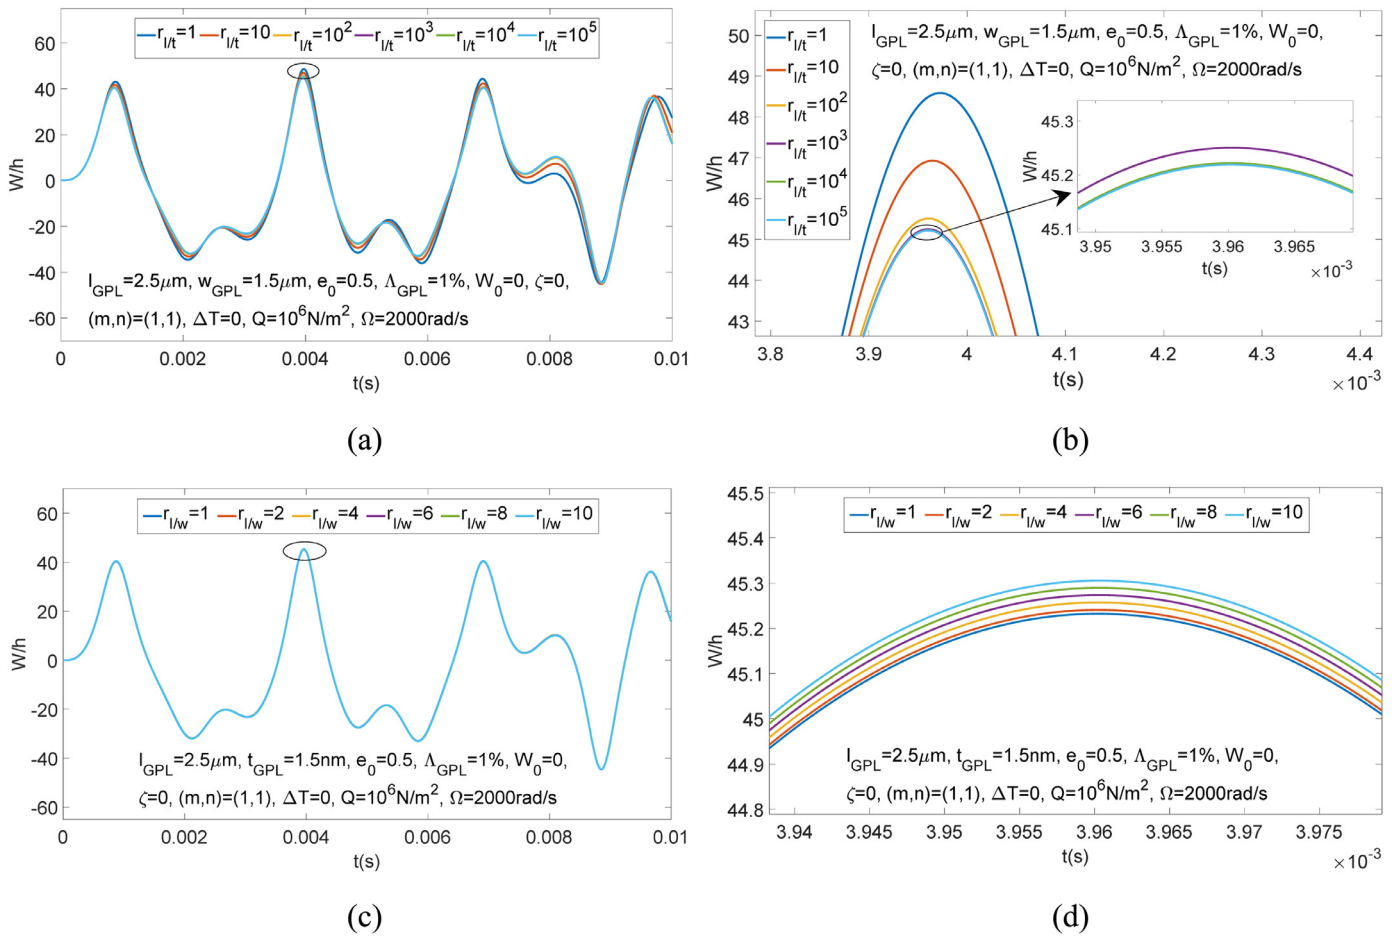 r_l/t=1 r_l/t=10 r_l/t=10^2 r_l/t=10^3 r_l/t=10^4 r_l/t=10^5
60
40
20
0
-20
-40
-60
W/h
l_GPL=2.5μm, w_GPL=1.5μm, e_0=0.5, Λ_GPL=1%, W_0=0, ζ=0,
(m,n)=(1,1), ΔT=0, Q=10^6N/m^2, Ω=2000rad/s
0 0.002 0.004 0.006 0.008 0.01
t(s)
(a)
r_l/t=1
r_l/t=10
r_l/t=10^2
r_l/t=10^3
r_l/t=10^4
r_l/t=10^5
l_GPL=2.5μm, w_GPL=1.5μm, e_0=0.5, Λ_GPL=1%, W_0=0,
ζ=0, (m,n)=(1,1), ΔT=0, Q=10^6N/m^2, Ω=2000rad/s
50
49
48
47
46
45
44
43
W/h
45.3
45.2
45.1
W/h
3.95 3.955 3.96 3.965
t(s)
×10^-3
3.8 3.9 4 4.1 4.2 4.3 4.4
t(s)
×10^-3
(b)
r_l/w=1 r_l/w=2 r_l/w=4 r_l/w=6 r_l/w=8 r_l/w=10
60
40
20
0
-20
-40
-60
W/h
l_GPL=2.5μm, t_GPL=1.5nm, e_0=0.5, Λ_GPL=1%, W_0=0,
ζ=0, (m,n)=(1,1), ΔT=0, Q=10^6N/m^2, Ω=2000rad/s
0 0.002 0.004 0.006 0.008 0.01
t(s)
(c)
r_l/w=1 r_l/w=2 r_l/w=4 r_l/w=6 r_l/w=8 r_l/w=10
45.5
45.4
45.3
45.2
45.1
45
44.9
44.8
W/h
l_GPL=2.5μm, t_GPL=1.5nm, e_0=0.5, Λ_GPL=1%, W_0=0,
ζ=0, (m,n)=(1,1), ΔT=0, Q=10^6N/m^2, Ω=2000rad/s
3.94 3.945 3.95 3.955 3.96 3.965 3.97 3.975
t(s)
×10^-3
(d)